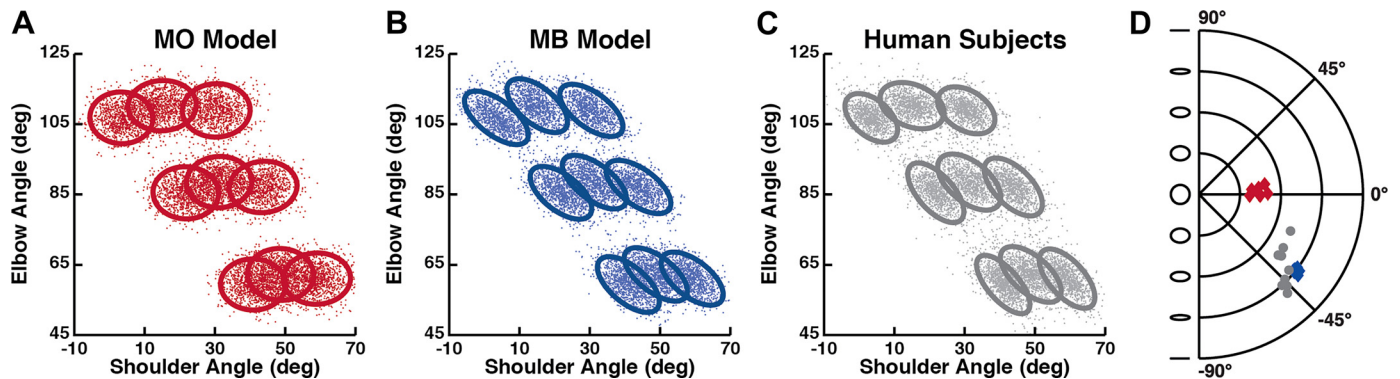 A
MO Model
Elbow Angle (deg)
125
105
85
65
45
-10
10
30
50
70
Shoulder Angle (deg)
B
MB Model
Elbow Angle (deg)
125
105
85
65
45
-10
10
30
50
70
Shoulder Angle (deg)
C
Human Subjects
Elbow Angle (deg)
125
105
85
65
45
-10
10
30
50
70
Shoulder Angle (deg)
D
90°
45°
0°
-45°
-90°